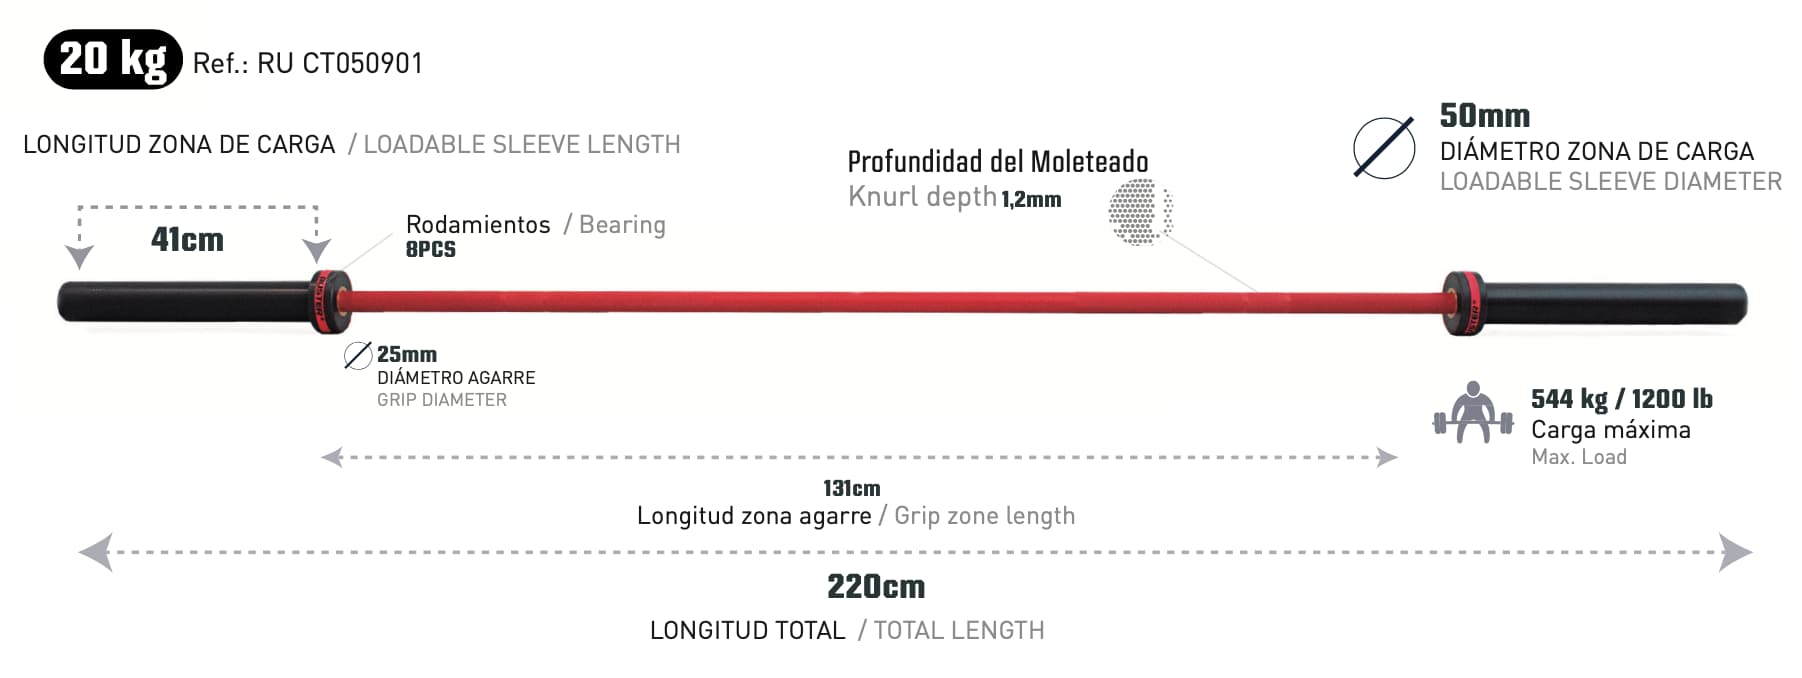 20 kg Ref.: RU CT050901
LONGITUD ZONA DE CARGA / LOADABLE SLEEVE LENGTH
41cm
Rodamientos / Bearing
8PCS
Profundidad del Moleteado
Knurl depth 1,2mm
50mm
DIÁMETRO ZONA DE CARGA
LOADABLE SLEEVE DIAMETER
25mm
DIÁMETRO AGARRE
GRIP DIAMETER
544 kg / 1200 lb
Carga máxima
Max. Load
131cm
Longitud zona agarre / Grip zone length
220cm
LONGITUD TOTAL / TOTAL LENGTH